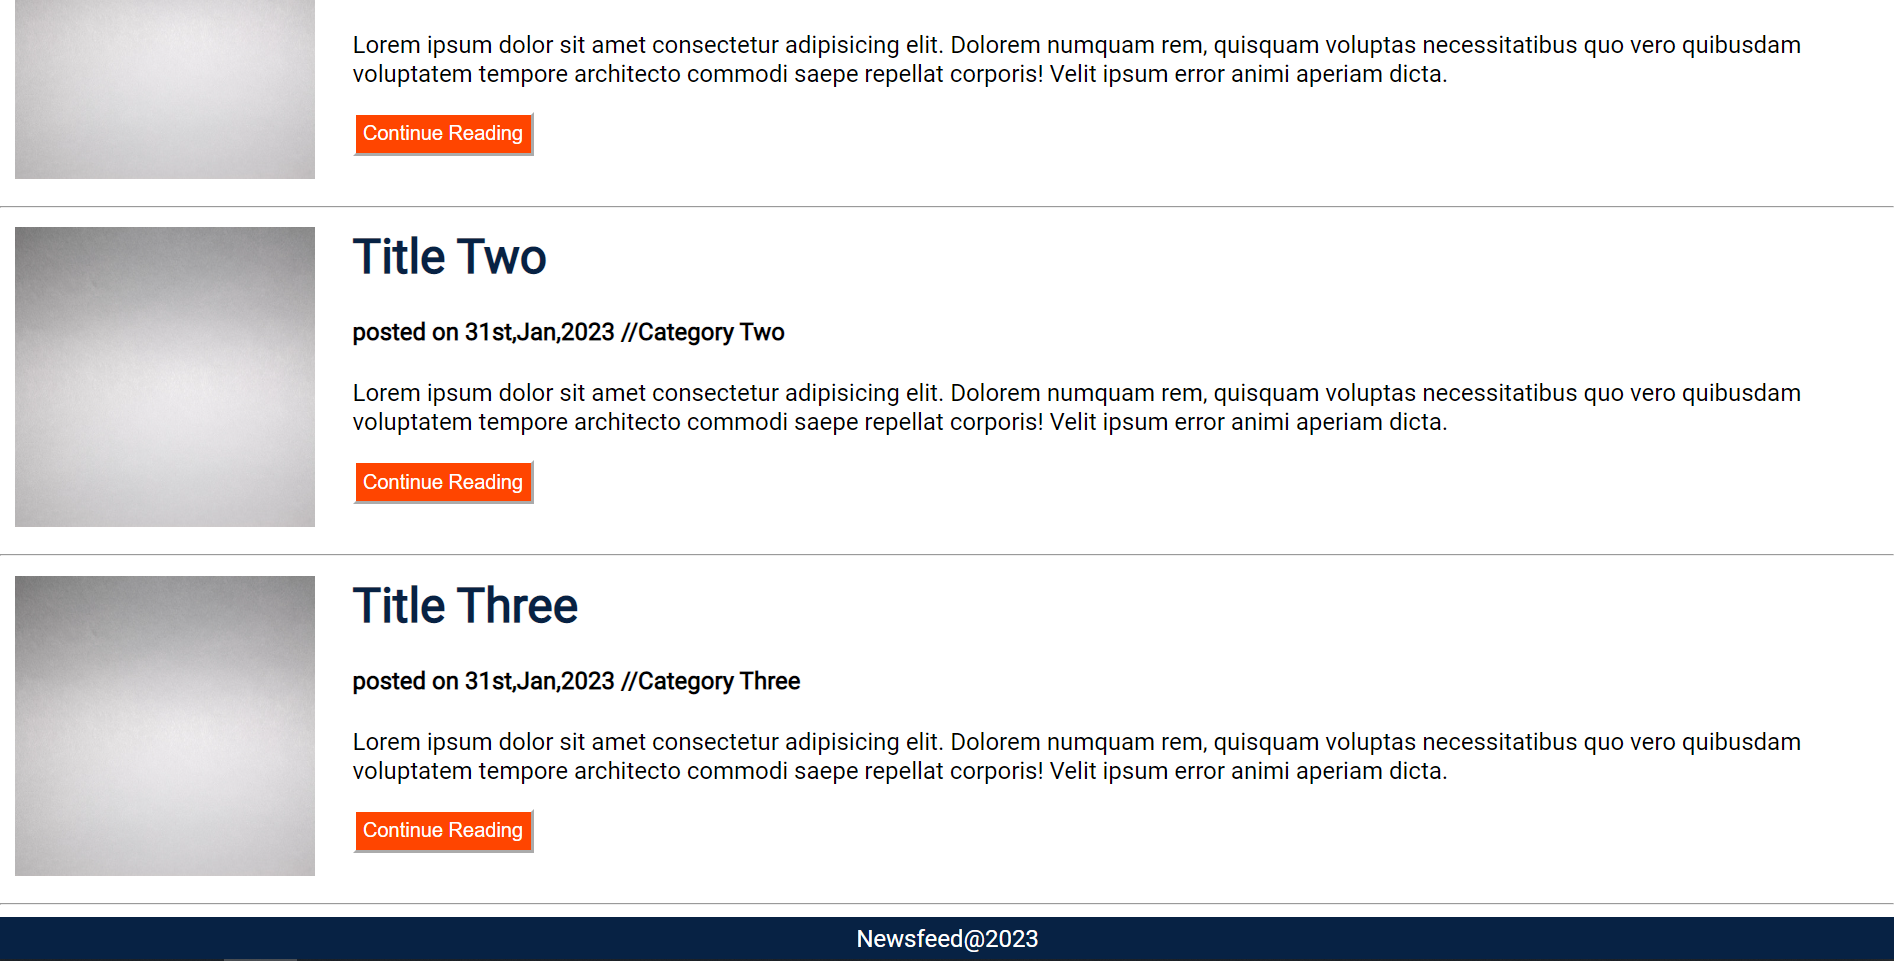 Lorem ipsum dolor sit amet consectetur adipisicing elit. Dolorem numquam rem, quisquam voluptas necessitatibus quo vero quibusdam
voluptatem tempore architecto commodi saepe repellat corporis! Velit ipsum error animi aperiam dicta.
Continue Reading
Title Two
posted on 31st,Jan,2023 //Category Two
Lorem ipsum dolor sit amet consectetur adipisicing elit. Dolorem numquam rem, quisquam voluptas necessitatibus quo vero quibusdam
voluptatem tempore architecto commodi saepe repellat corporis! Velit ipsum error animi aperiam dicta.
Continue Reading
Title Three
posted on 31st,Jan,2023 //Category Three
Lorem ipsum dolor sit amet consectetur adipisicing elit. Dolorem numquam rem, quisquam voluptas necessitatibus quo vero quibusdam
voluptatem tempore architecto commodi saepe repellat corporis! Velit ipsum error animi aperiam dicta.
Continue Reading
Newsfeed@2023